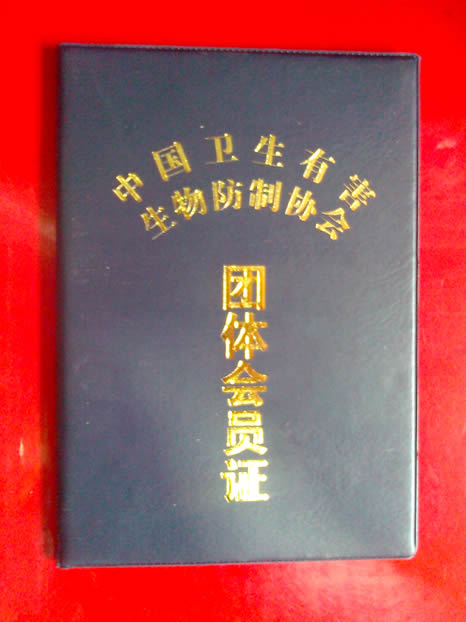 中国卫生有害
生物防制协会
团体会员证